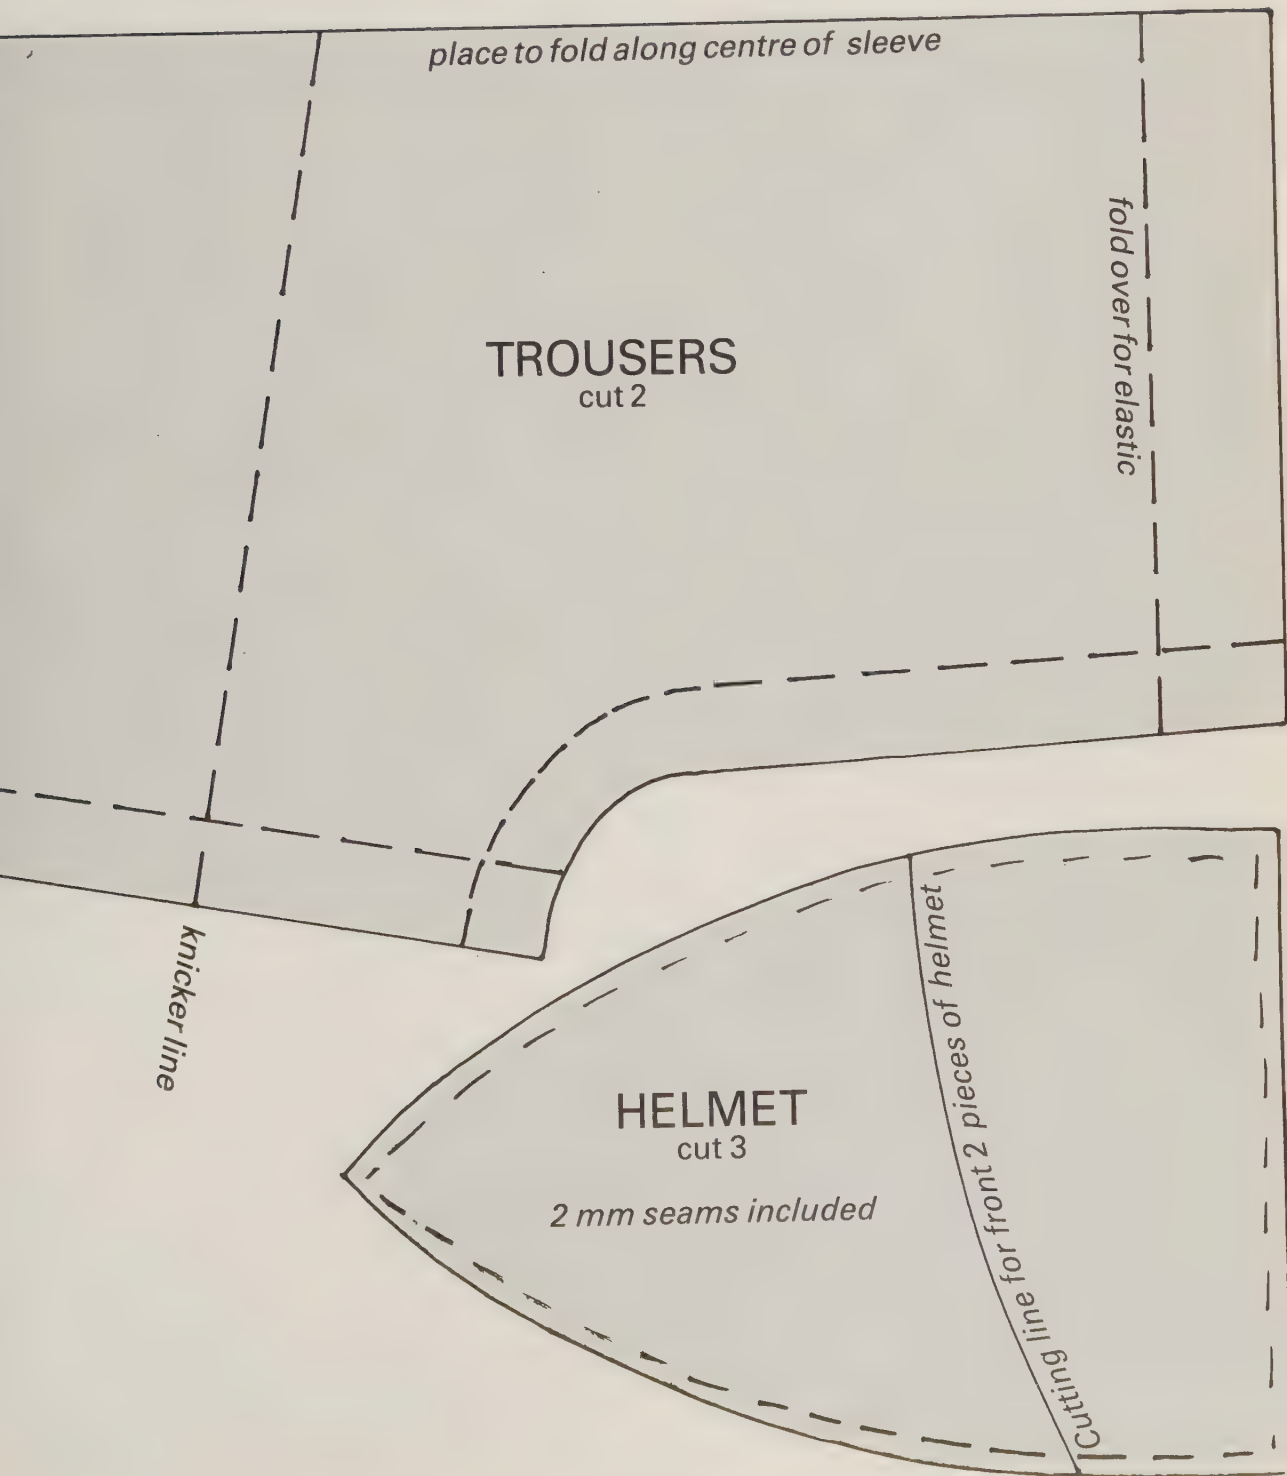 place to fold along centre of sleeve
fold over for elastic
TROUSERS
cut 2
knicker line
HELMET
cut 3
2 mm seams included
Cutting line for front 2 pieces of helmet